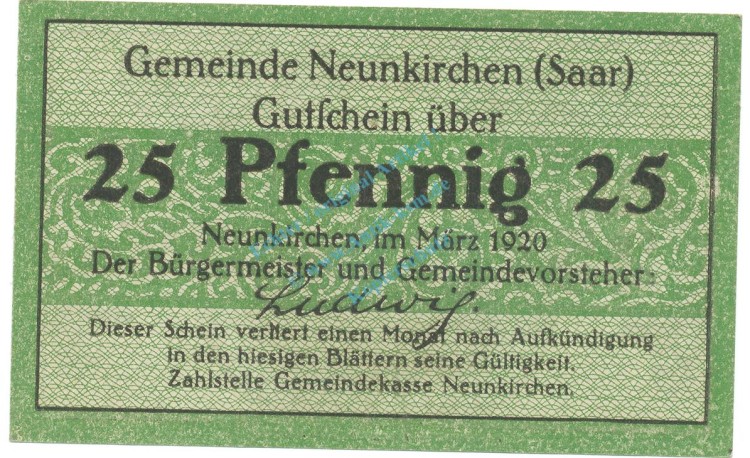 Gemeinde Neunkirchen (Saar)
Gutſchein über
25 Pfennig 25
Neunkirchen, im März 1920
Der Bürgermeister und Gemeindevorsteher:
Ludwig.
Dieser Schein verliert einen Monat nach Aufkündigung
in den hiesigen Blättern seine Gültigkeit.
Zahlstelle Gemeindekasse Neunkirchen.